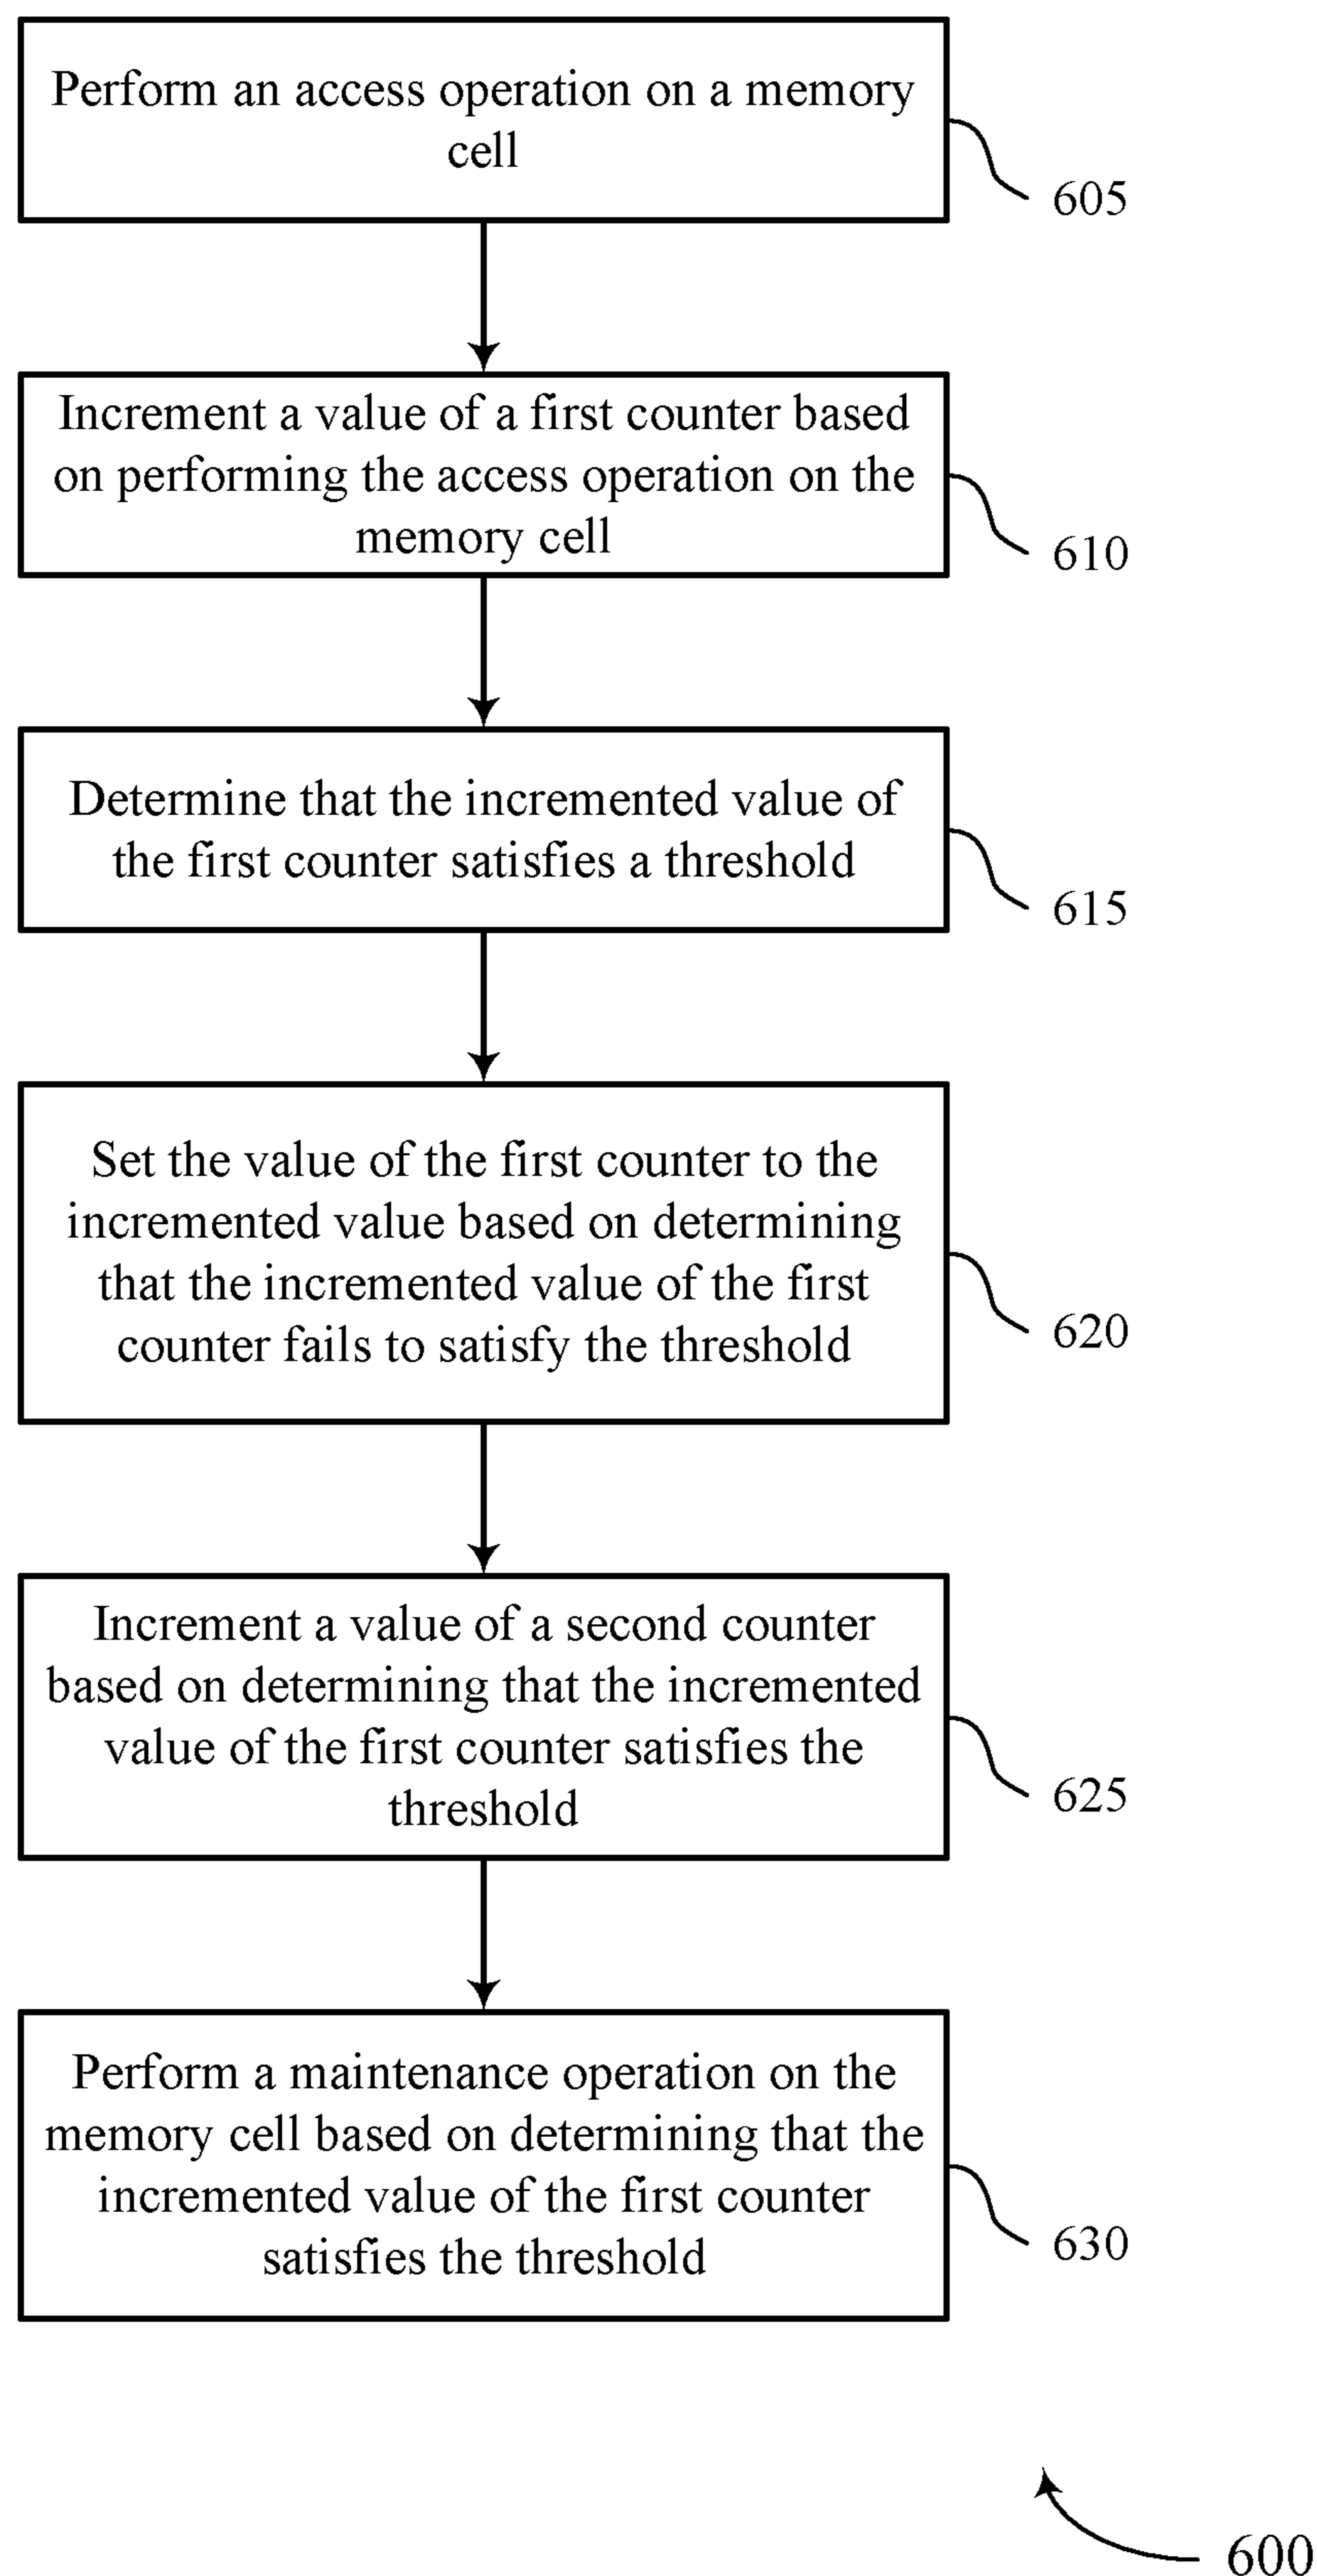 Perform an access operation on a memory
cell
605
Increment a value of a first counter based
on performing the access operation on the
memory cell
610
Determine that the incremented value of
the first counter satisfies a threshold
615
Set the value of the first counter to the
incremented value based on determining
that the incremented value of the first
counter fails to satisfy the threshold
620
Increment a value of a second counter
based on determining that the incremented
value of the first counter satisfies the
threshold
625
Perform a maintenance operation on the
memory cell based on determining that the
incremented value of the first counter
satisfies the threshold
630
600